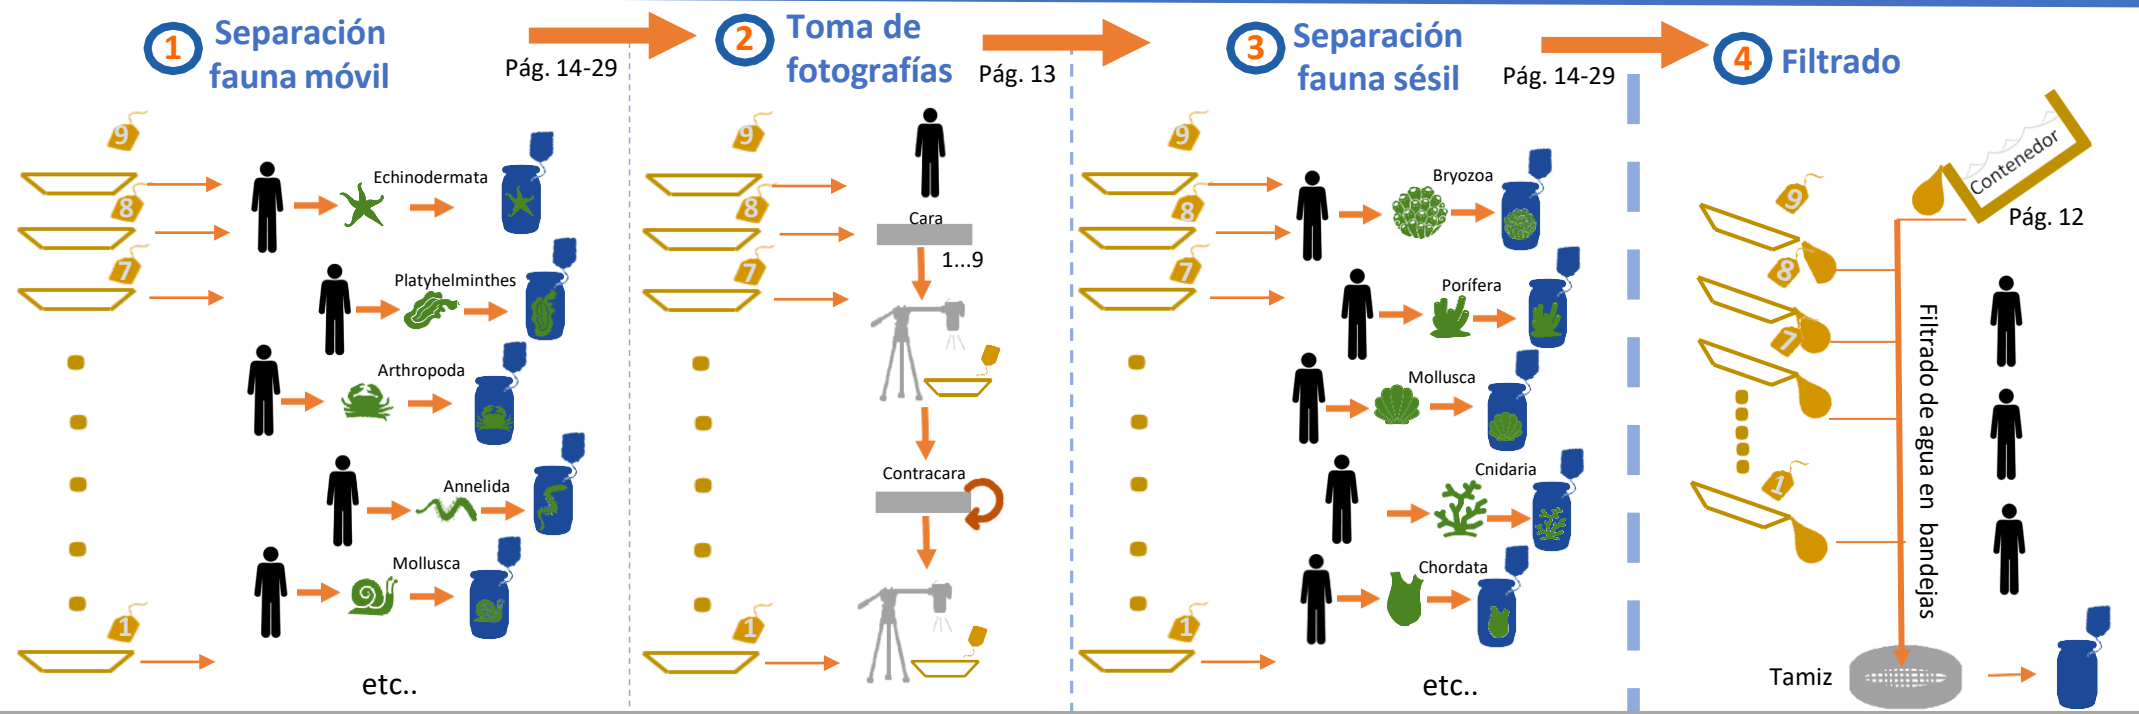 1
Separación
fauna móvil
Pág. 14-29
9
8
7
1
Echinodermata
Platyhelminthes
Arthropoda
Annelida
Mollusca
etc..
2
Toma de
fotografías
Pág. 13
9
8
7
1
Cara
1...9
Contracara
3
Separación
fauna sésil
Pág. 14-29
9
8
7
1
Bryozoa
Porífera
Mollusca
Cnidaria
Chordata
etc..
4
Filtrado
Contenedor
Pág. 12
9
8
7
1
Filtrado de agua en bandejas
Tamiz